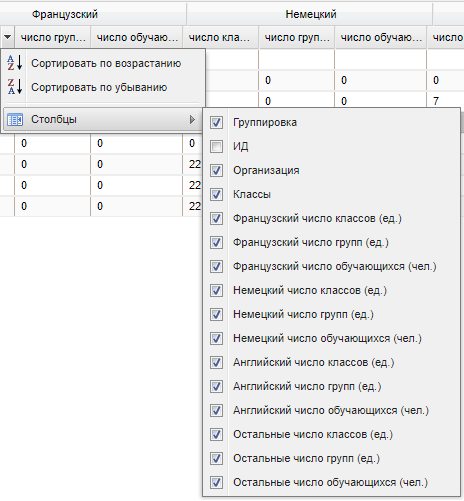 Французский Немецкий
число груп... число обучаю... число кла... число груп... число обучаю... число
Сортировать по возрастанию
0 0 0
Сортировать по убыванию
0 0 7
Столбцы
Группировка
0 0 0
ИД
0 0 22
Организация
0 0 22
Классы
0 0 22
Французский число классов (ед.)
Французский число групп (ед.)
Французский число обучающихся (чел.)
Немецкий число классов (ед.)
Немецкий число групп (ед.)
Немецкий число обучающихся (чел.)
Английский число классов (ед.)
Английский число групп (ед.)
Английский число обучающихся (чел.)
Остальные число классов (ед.)
Остальные число групп (ед.)
Остальные число обучающихся (чел.)